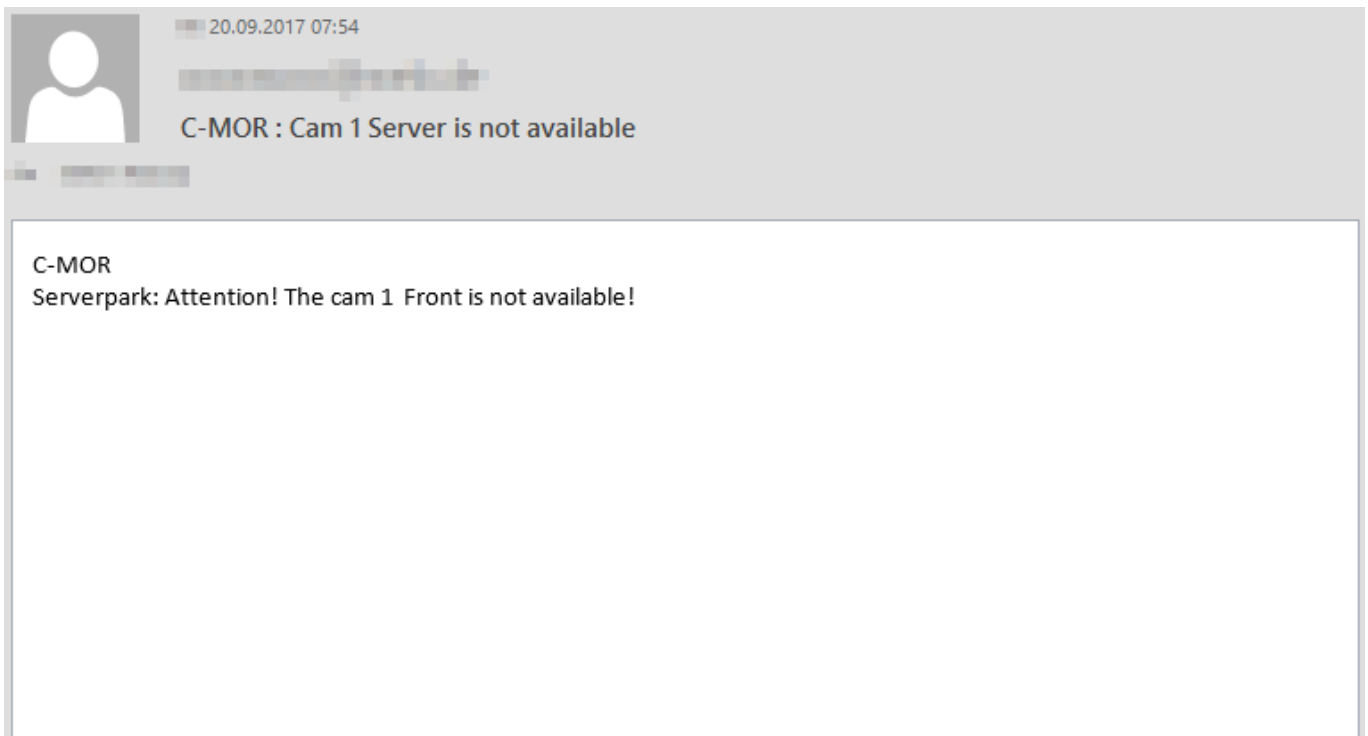 20.09.2017 07:54
C-MOR : Cam 1 Server is not available
C-MOR
Serverpark: Attention! The cam 1  Front is not available!